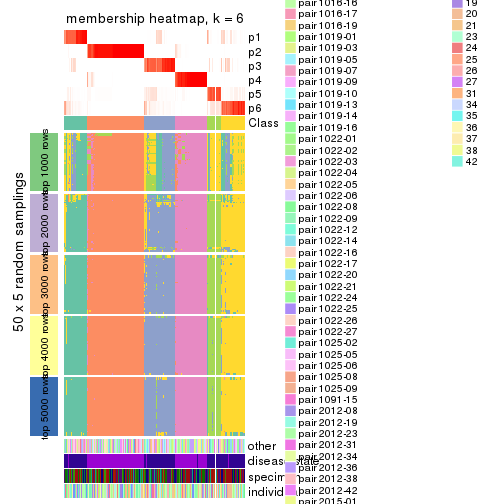 membership heatmap, k = 6
p1
p2
p3
p4
p5
p6
Class
50 x 5 random samplings
top 1000 rows
top 2000 rows
top 3000 rows
top 4000 rows
top 5000 rows
other
disease.state
individ
pair1016-16
pair1016-17
pair1016-19
pair1019-01
pair1019-03
pair1019-05
pair1019-07
pair1019-09
pair1019-10
pair1019-13
pair1019-14
pair1019-16
pair1022-01
pair1022-02
pair1022-03
pair1022-04
pair1022-05
pair1022-06
pair1022-08
pair1022-09
pair1022-12
pair1022-14
pair1022-16
pair1022-17
pair1022-20
pair1022-21
pair1022-24
pair1022-25
pair1022-26
pair1022-27
pair1025-02
pair1025-05
pair1025-06
pair1025-08
pair1025-09
pair1091-15
pair2012-08
pair2012-19
pair2012-23
pair2012-31
pair2012-34
pair2012-36
pair2012-38
pair2012-42
pair2015-01
19
20
21
23
24
25
26
27
31
34
35
36
37
38
42